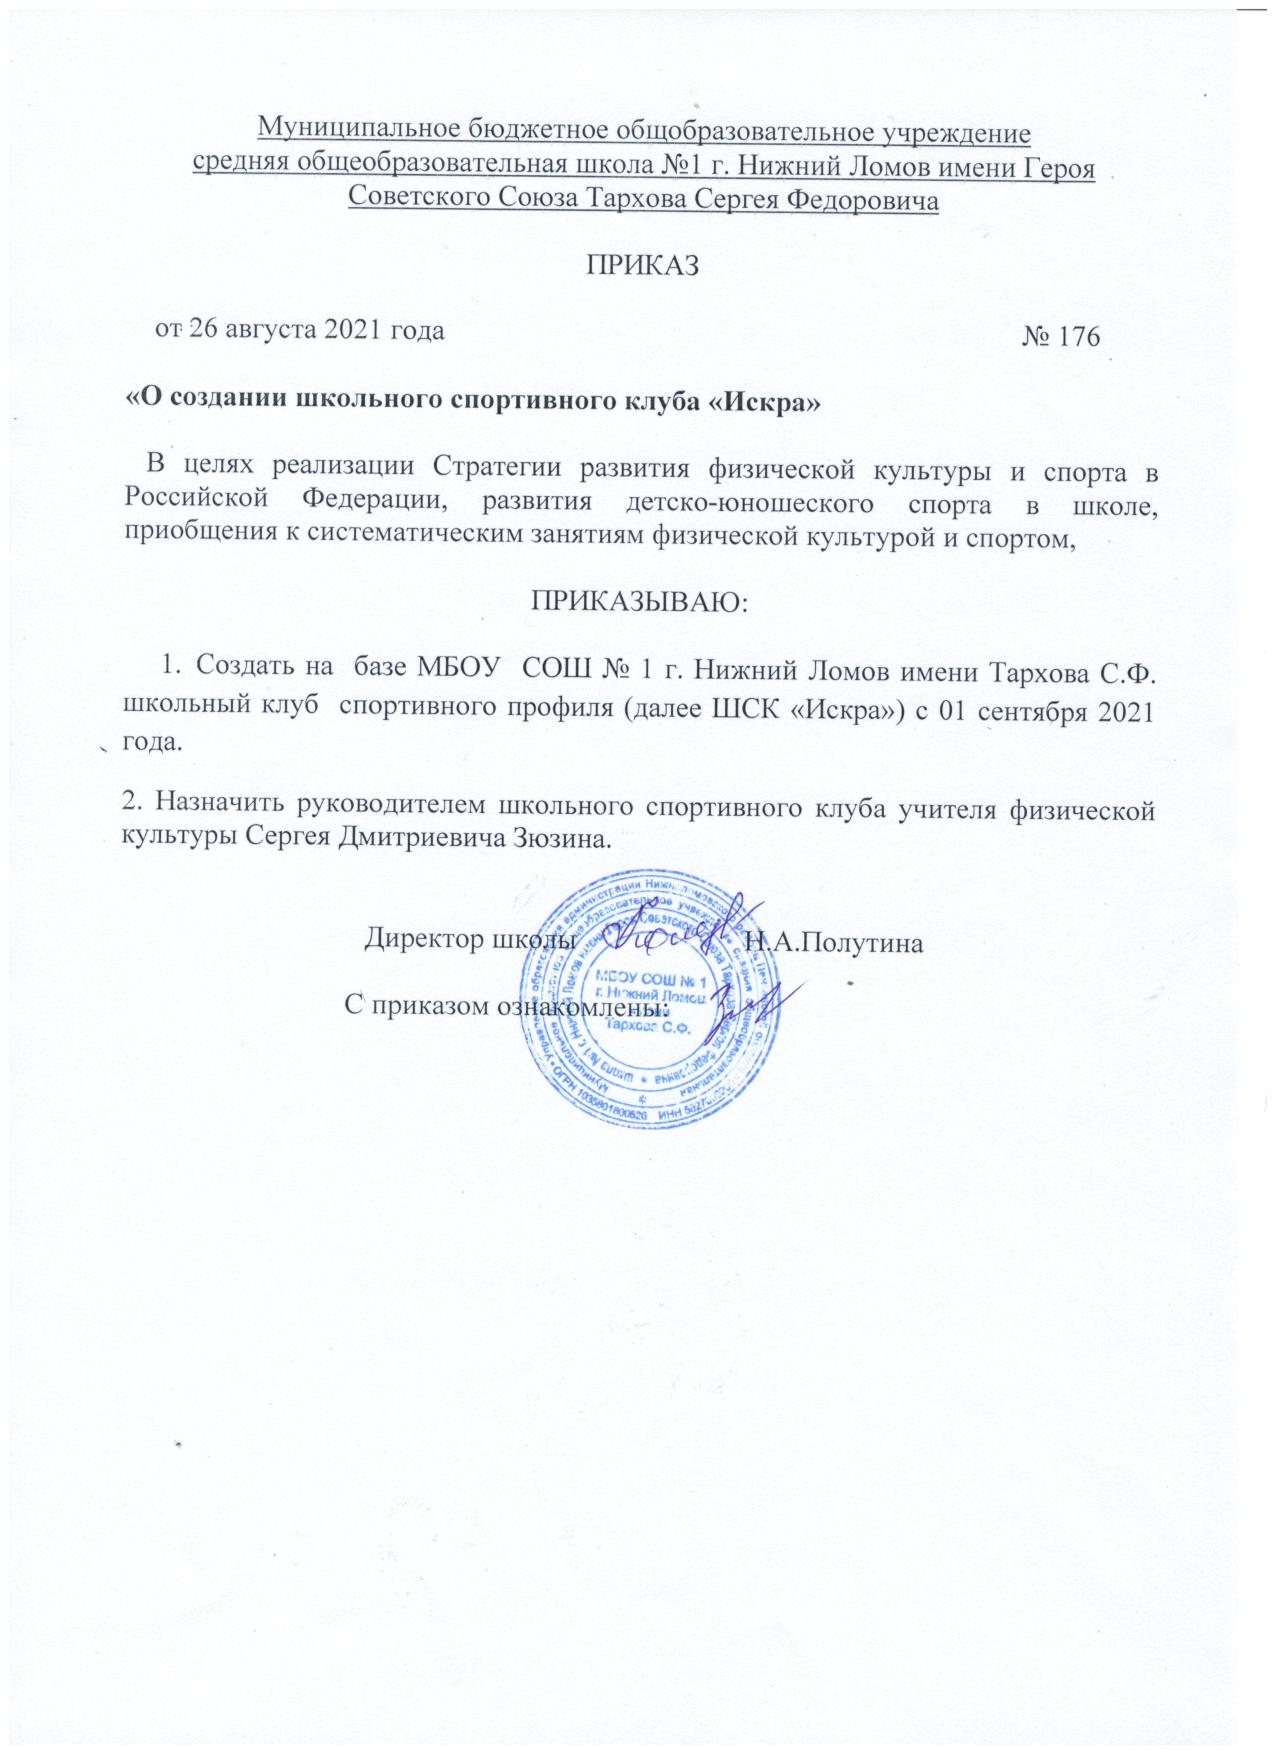 Муниципальное бюджетное общобразовательное учреждение
средняя общеобразовательная школа №1 г. Нижний Ломов имени Героя
Советского Союза Тархова Сергея Федоровича
ПРИКАЗ
от 26 августа 2021 года № 176
«О создании школьного спортивного клуба «Искра»
В целях реализации Стратегии развития физической культуры и спорта в
Российской Федерации, развития детско-юношеского спорта в школе,
приобщения к систематическим занятиям физической культурой и спортом,
ПРИКАЗЫВАЮ:
1. Создать на базе МБОУ СОШ № 1 г. Нижний Ломов имени Тархова С.Ф.
школьный клуб спортивного профиля (далее ШСК «Искра») с 01 сентября 2021
года.
2. Назначить руководителем школьного спортивного клуба учителя физической
культуры Сергея Дмитриевича Зюзина.
Директор школы Н.А.Полутина
С приказом ознакомлены:
МБОУ СОШ № 1
г. Нижний Ломов
имени
Тархова С.Ф.